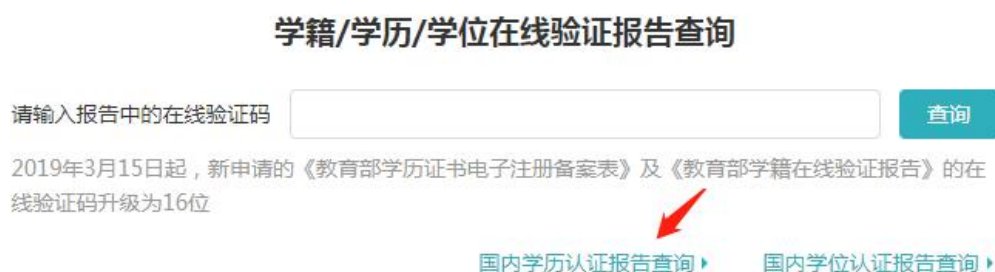 学籍/学历/学位在线验证报告查询
请输入报告中的在线验证码 查询
2019年3月15日起，新申请的《教育部学历证书电子注册备案表》及《教育部学籍在线验证报告》的在
线验证码升级为16位
国内学历认证报告查询 国内学位认证报告查询